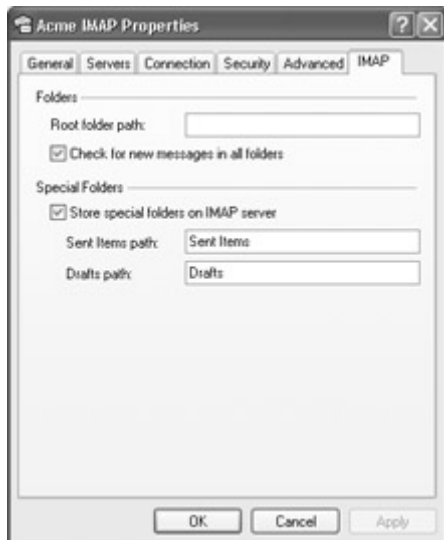 Acme IMAP Properties
General Servers Connection Security Advanced IMAP
Folders
Root folder path:
Check for new messages in all folders
Special Folders
Store special folders on IMAP server
Sent Items path: Sent Items
Drafts path: Drafts
OK Cancel Apply